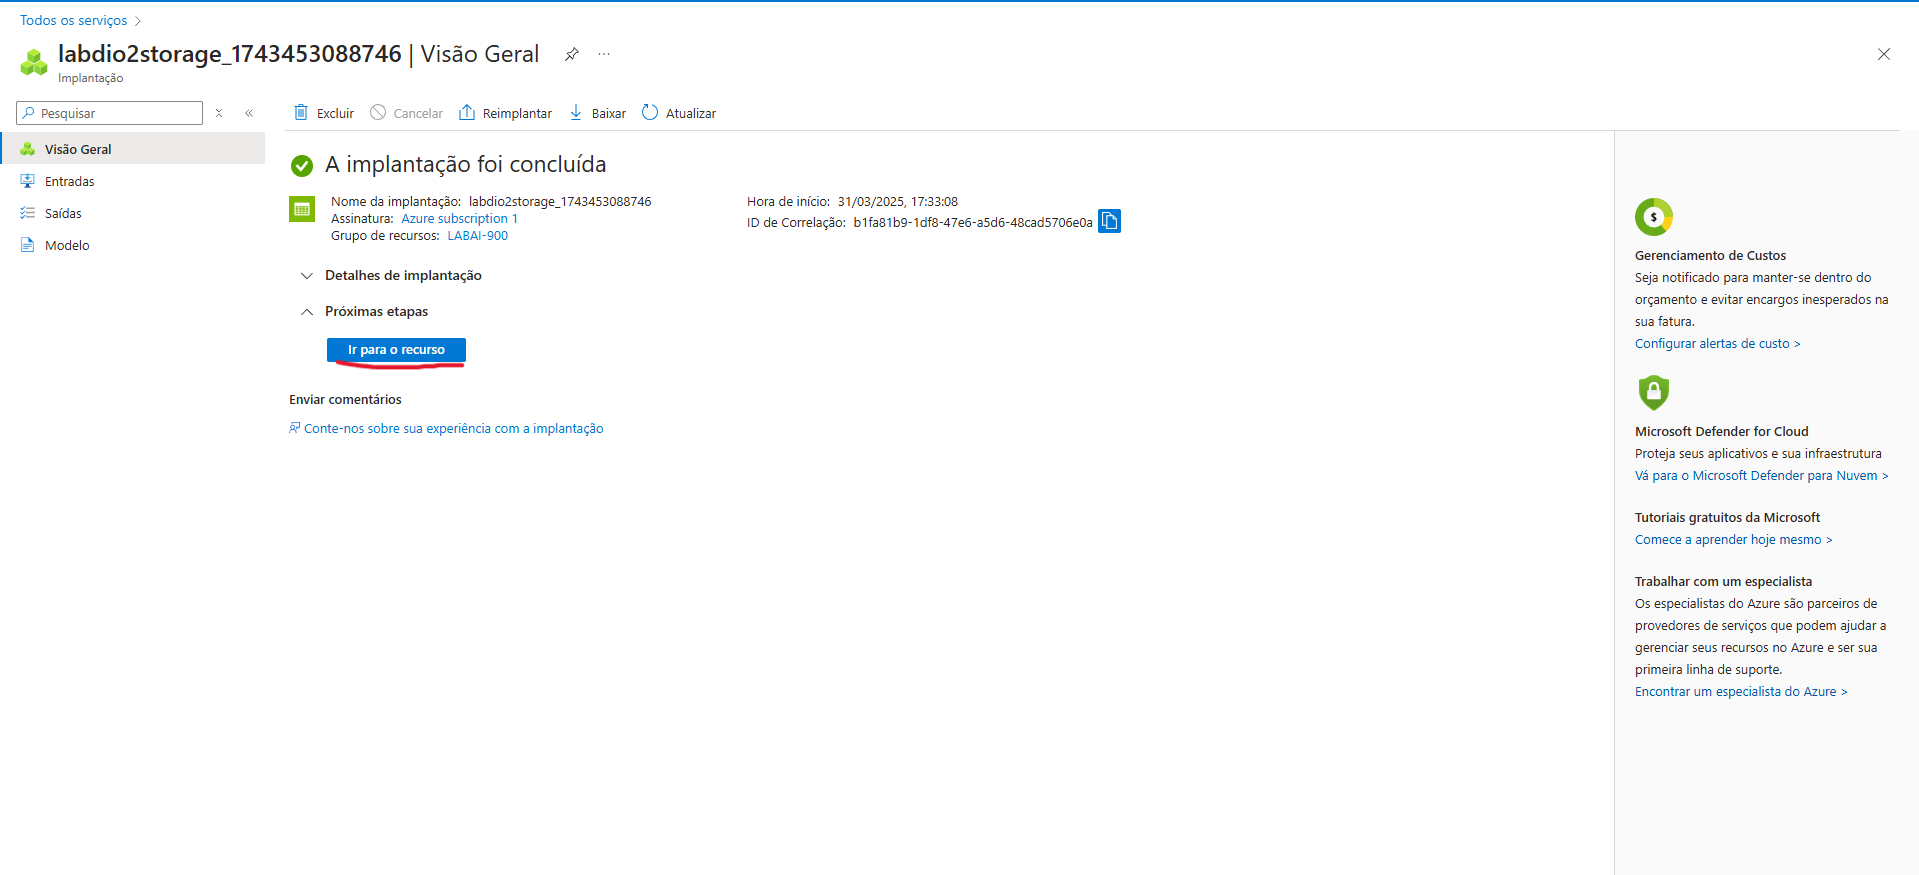 Todos os serviços
labdio2storage_1743453088746 | Visão Geral
Implantação
Pesquisar
Excluir
Cancelar
Reimplantar
Baixar
Atualizar
Visão Geral
Entradas
Saídas
Modelo
A implantação foi concluída
Nome da implantação: labdio2storage_1743453088746
Assinatura: Azure subscription 1
Grupo de recursos: LABAI-900
Hora de início: 31/03/2025, 17:33:08
ID de Correlação: b1fa81b9-1df8-47e6-a5d6-48cad5706e0a
Detalhes de implantação
Próximas etapas
Ir para o recurso
Enviar comentários
Conte-nos sobre sua experiência com a implantação
Gerenciamento de Custos
Seja notificado para manter-se dentro do
orçamento e evitar encargos inesperados na
sua fatura.
Configurar alertas de custo >
Microsoft Defender for Cloud
Proteja seus aplicativos e sua infraestrutura
Vá para o Microsoft Defender para Nuvem >
Tutoriais gratuitos da Microsoft
Comece a aprender hoje mesmo >
Trabalhar com um especialista
Os especialistas do Azure são parceiros de
provedores de serviços que podem ajudar a
gerenciar seus recursos no Azure e ser sua
primeira linha de suporte.
Encontrar um especialista do Azure >